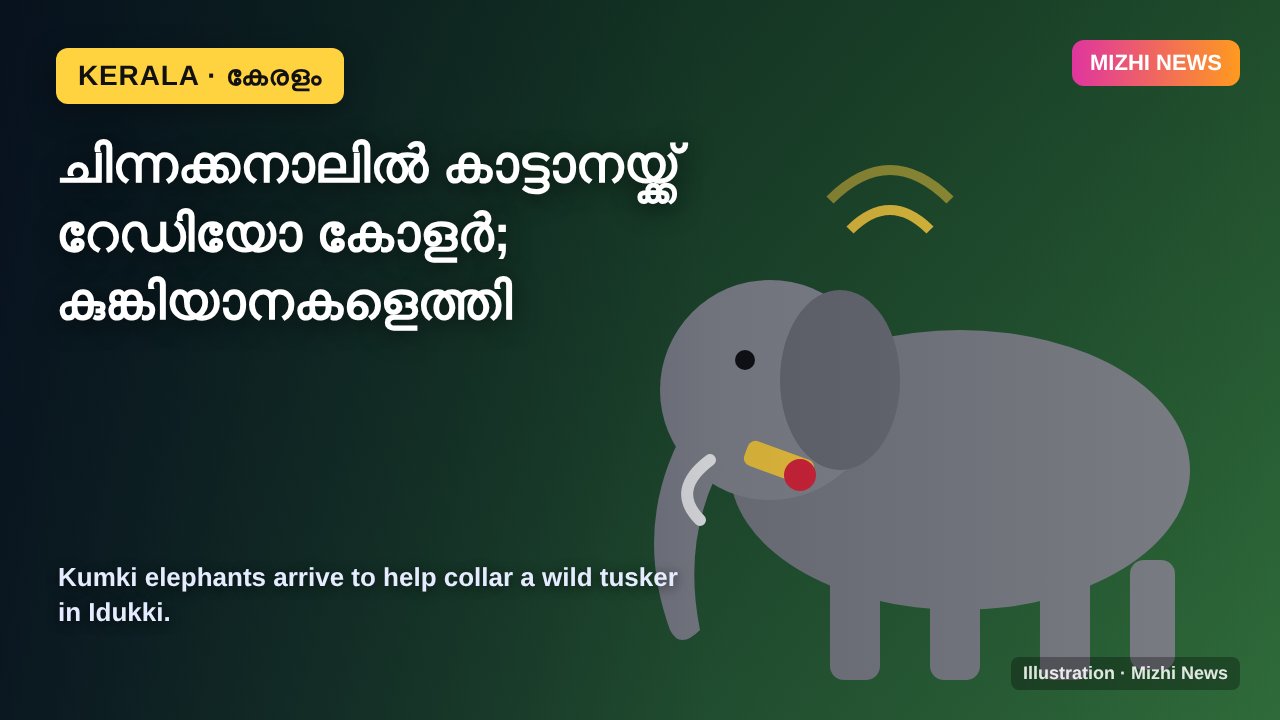 KERALA · കേരളം
MIZHI NEWS
ചിന്നക്കനാലിൽ കാട്ടാനയ്ക്ക്
റേഡിയോ കോളർ;
കുങ്കിയാനകളെത്തി
Kumki elephants arrive to help collar a wild tusker
in Idukki.
Illustration · Mizhi News